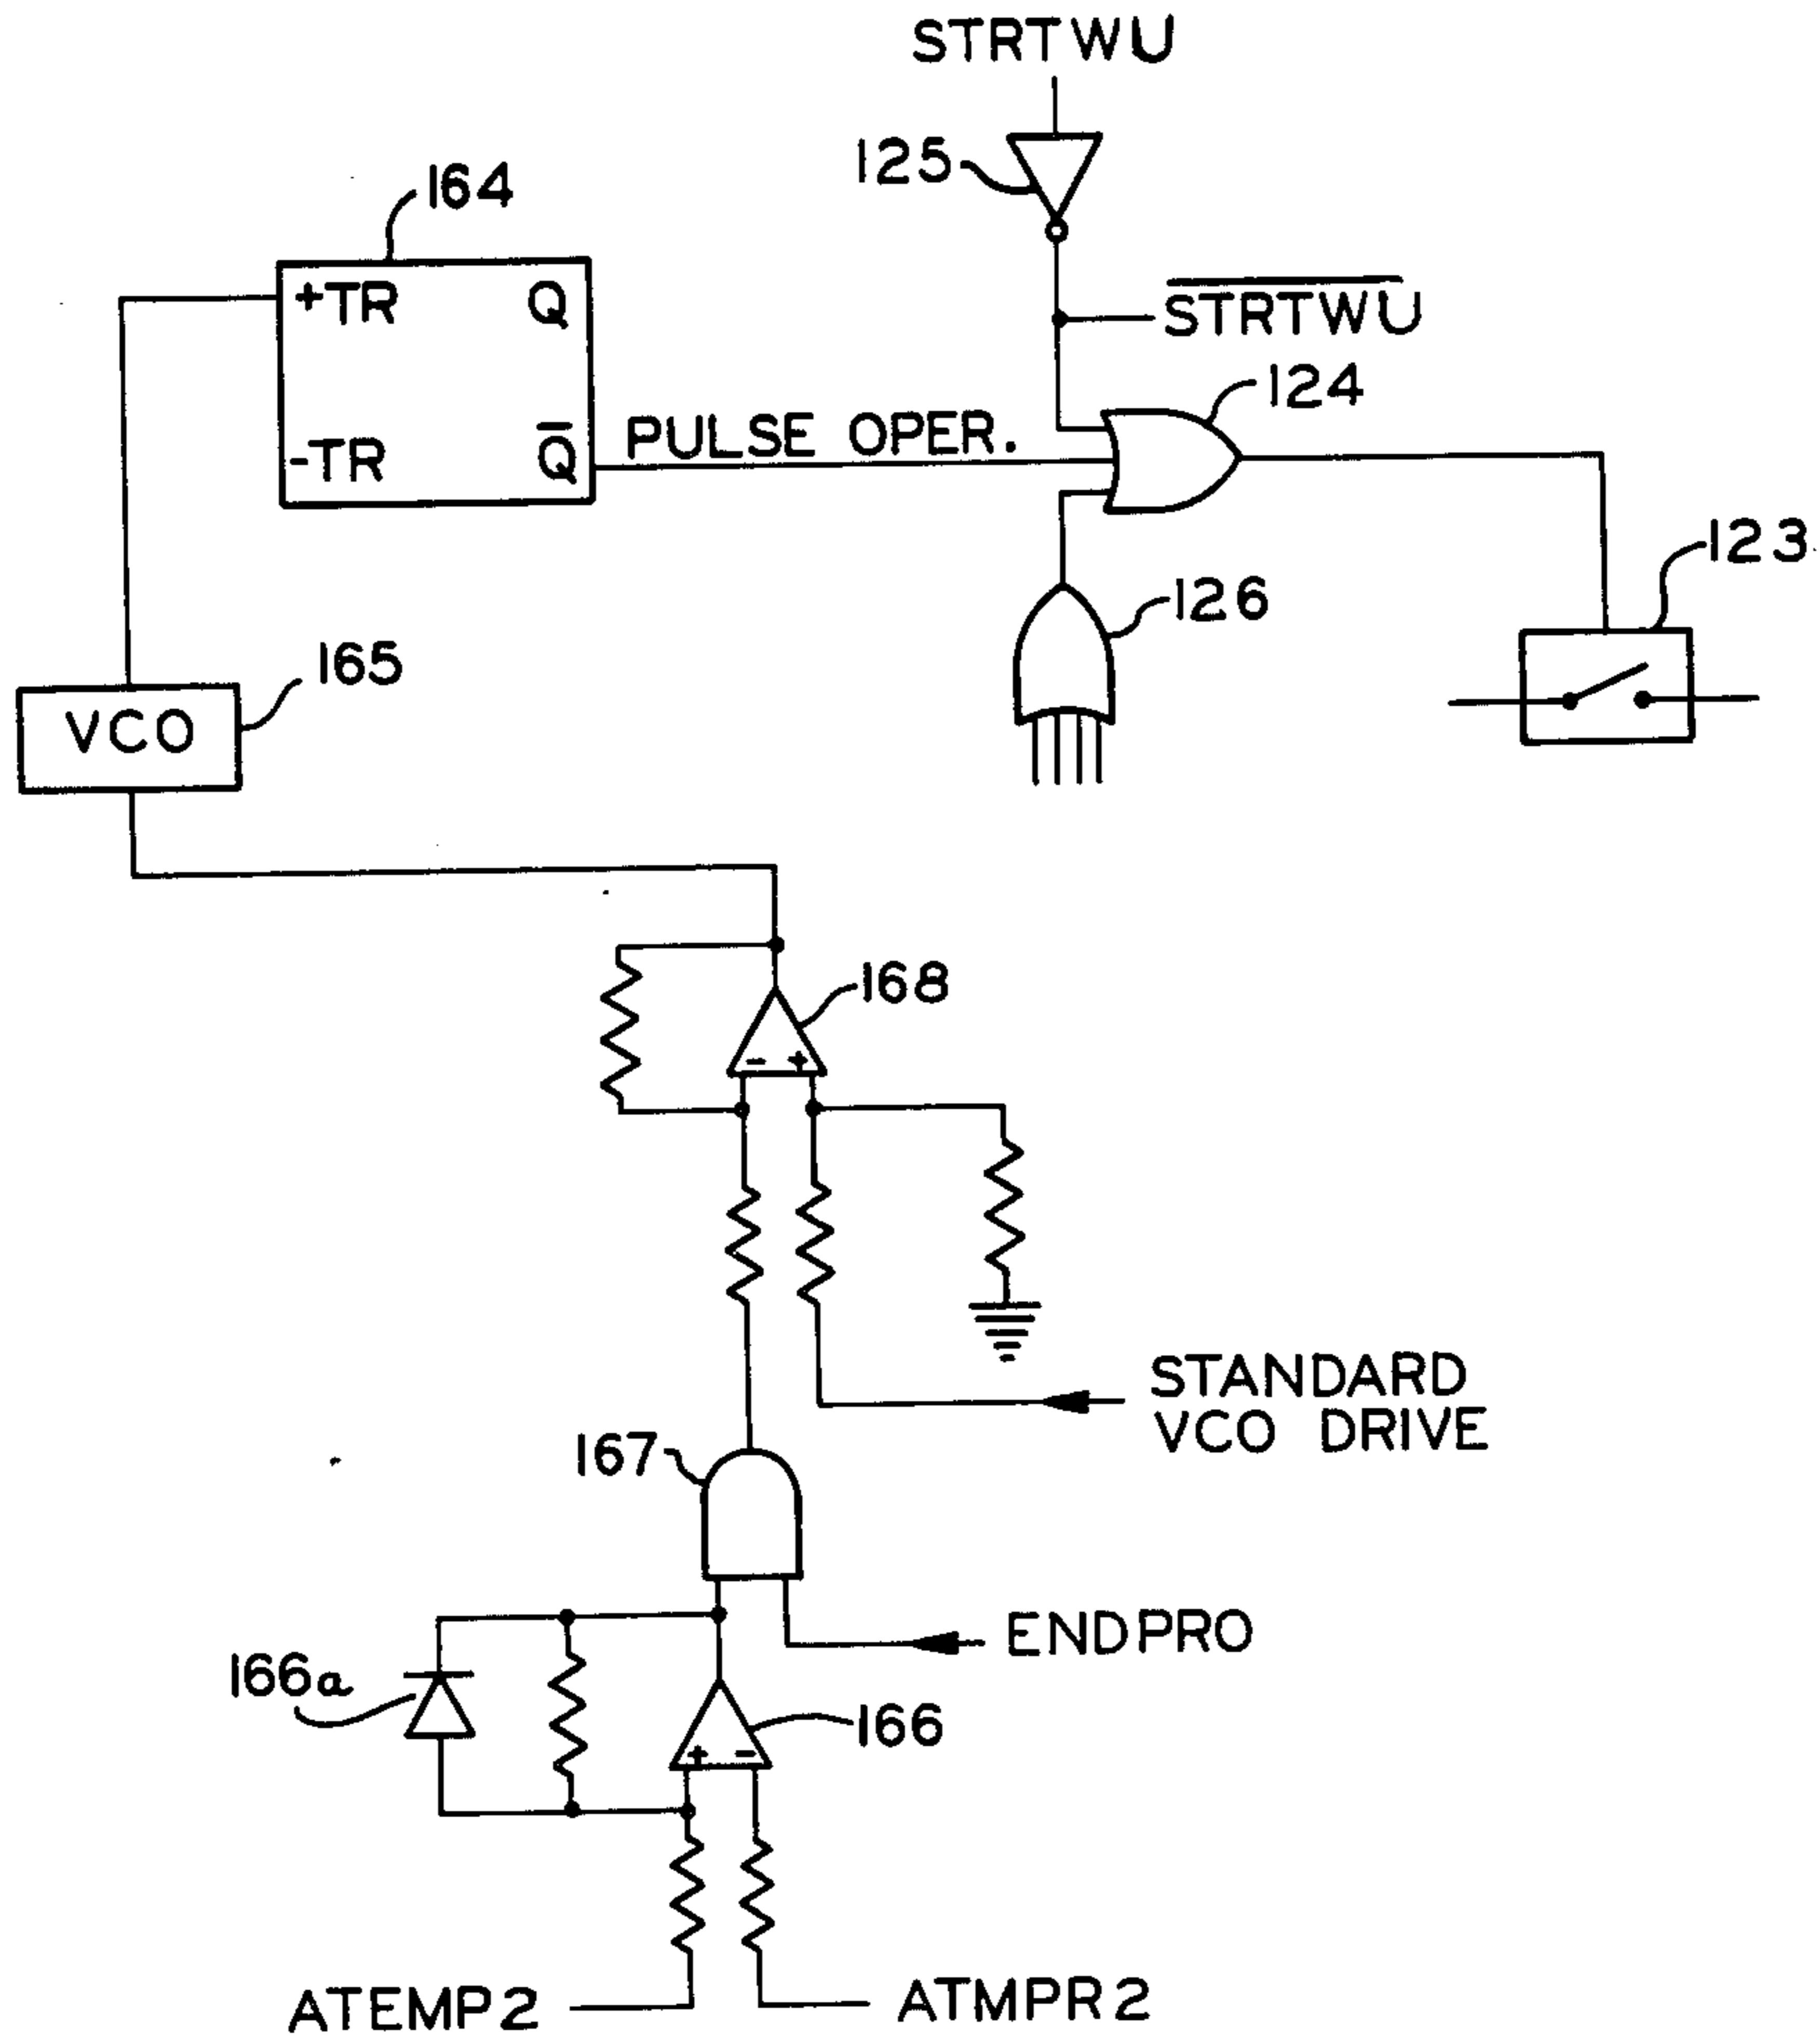 STRTWU
125
164
+TR Q
S̅T̅R̅T̅W̅U̅
124
PULSE OPER.
-TR Q̅
123
126
165
VCO
168
- +
STANDARD
VCO DRIVE
167
ENDPRO
166a
166
+ -
ATEMP2
ATMPR2